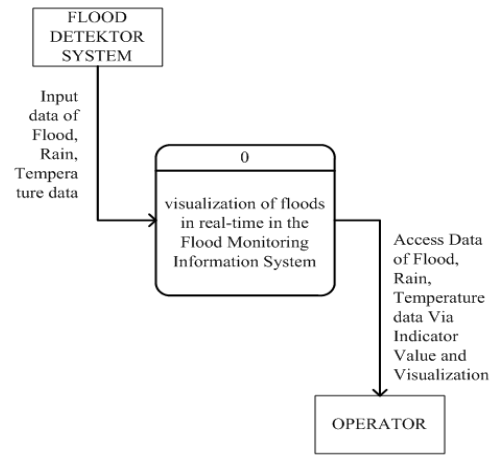 FLOOD
DETEKTOR
SYSTEM
Input
data of
Flood,
Rain,
Tempera
ture data
0
visualization of floods
in real-time in the
Flood Monitoring
Information System
Access Data
of Flood,
Rain,
Temperature
data Via
Indicator
Value and
Visualization
OPERATOR